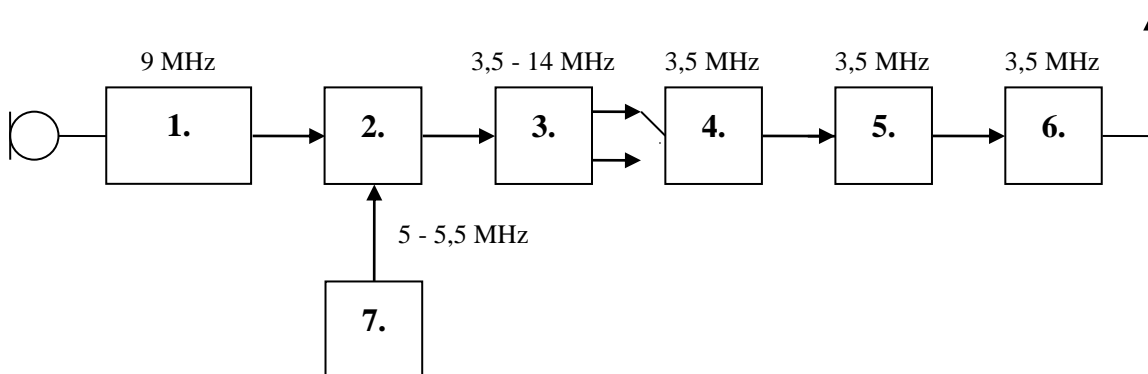 9 MHz 3,5 - 14 MHz 3,5 MHz 3,5 MHz 3,5 MHz
1. 2. 3. 4. 5. 6.
5 - 5,5 MHz
7.